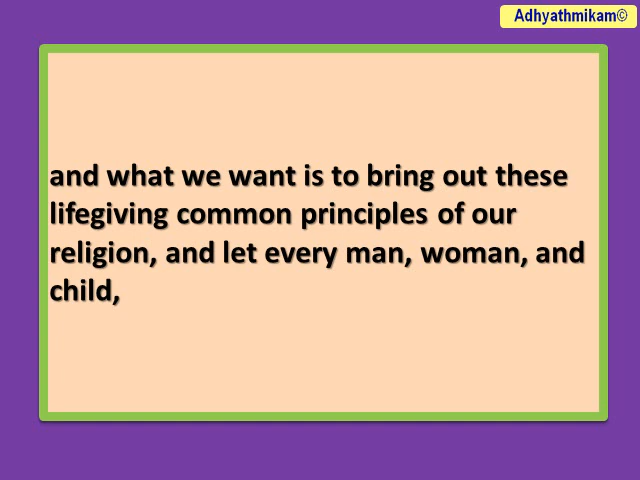 Adhyathmikam©
and what we want is to bring out these
lifegiving common principles of our
religion, and let every man, woman, and
child,